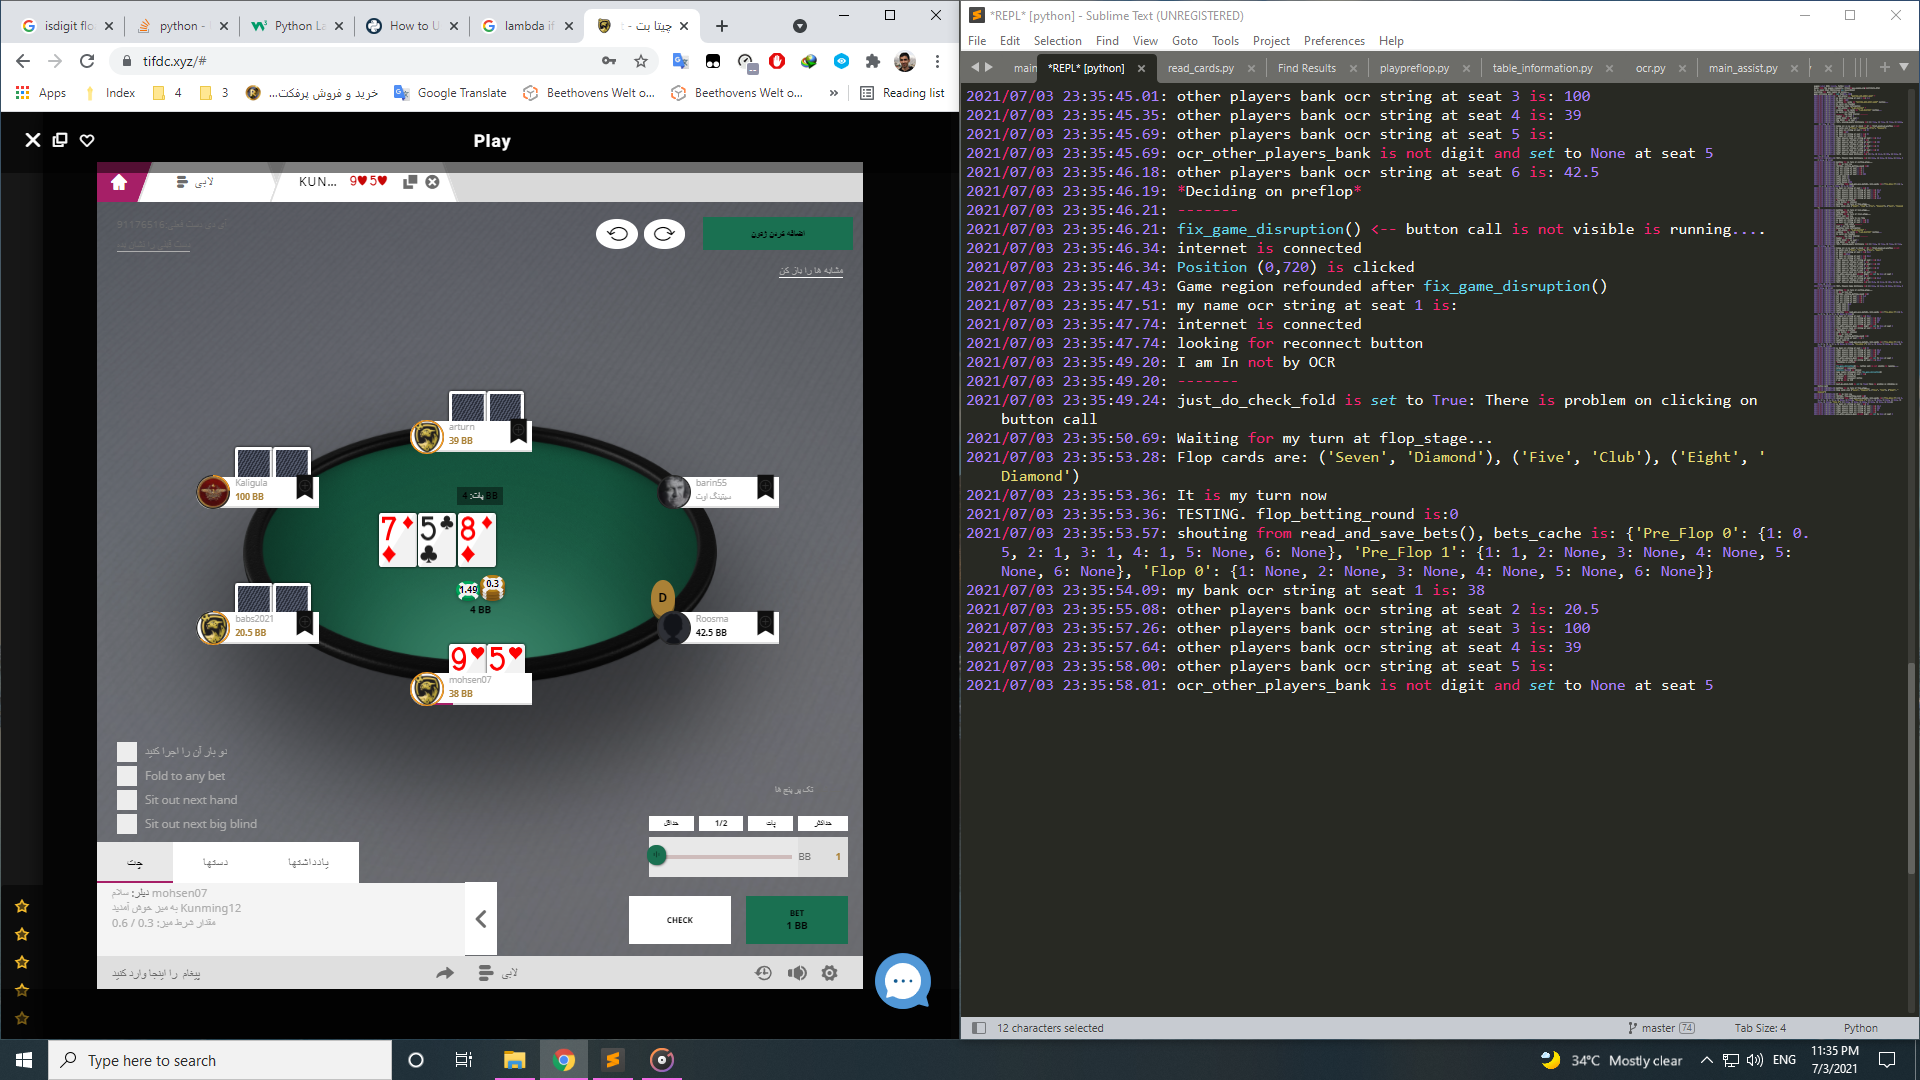 isdigit flo
python -
Python La
How to U
lambda if
چیتا بت
tifdc.xyz/#
Apps
Index
4
3
خرید و فروش پرفکت...
Google Translate
Beethovens Welt o...
Beethovens Welt o...
»
Reading list
Play
لابی
KUN...
9♥5♥
اضافه کردن ژتون
مشابه ها را باز کن
arturn
39 BB
Kaligula
100 BB
barin55
سیتینگ اوت
پات: 4 BB
7♦
5♣
8♦
1.49
0.3
4 BB
D
babs2021
20.5 BB
Roosma
42.5 BB
9♥
5♥
mohsen07
38 BB
دو بار آن را اجرا کنید
Fold to any bet
Sit out next hand
Sit out next big blind
حداقل
1/2
پات
حداکثر
BB
1
چت
دستها
یادداشتها
دیلر: سلام mohsen07
به میز خوش آمدید Kunming12
مقدار شرط میز: 0.3 / 0.6
CHECK
BET
1 BB
پیغام را اینجا وارد کنید
لابی
*REPL* [python] - Sublime Text (UNREGISTERED)
File Edit Selection Find View Goto Tools Project Preferences Help
main
*REPL* [python]
read_cards.py
Find Results
playpreflop.py
table_information.py
ocr.py
main_assist.py
2021/07/03 23:35:45.01: other players bank ocr string at seat 3 is: 100
2021/07/03 23:35:45.35: other players bank ocr string at seat 4 is: 39
2021/07/03 23:35:45.69: other players bank ocr string at seat 5 is:
2021/07/03 23:35:45.69: ocr_other_players_bank is not digit and set to None at seat 5
2021/07/03 23:35:46.18: other players bank ocr string at seat 6 is: 42.5
2021/07/03 23:35:46.19: *Deciding on preflop*
2021/07/03 23:35:46.21: -------
2021/07/03 23:35:46.21: fix_game_disruption() <-- button call is not visible is running....
2021/07/03 23:35:46.34: internet is connected
2021/07/03 23:35:46.34: Position (0,720) is clicked
2021/07/03 23:35:47.43: Game region refounded after fix_game_disruption()
2021/07/03 23:35:47.51: my name ocr string at seat 1 is:
2021/07/03 23:35:47.74: internet is connected
2021/07/03 23:35:47.74: looking for reconnect button
2021/07/03 23:35:49.20: I am In not by OCR
2021/07/03 23:35:49.20: -------
2021/07/03 23:35:49.24: just_do_check_fold is set to True: There is problem on clicking on
button call
2021/07/03 23:35:50.69: Waiting for my turn at flop_stage...
2021/07/03 23:35:53.28: Flop cards are: ('Seven', 'Diamond'), ('Five', 'Club'), ('Eight', '
Diamond')
2021/07/03 23:35:53.36: It is my turn now
2021/07/03 23:35:53.36: TESTING. flop_betting_round is:0
2021/07/03 23:35:53.57: shouting from read_and_save_bets(), bets_cache is: {'Pre_Flop 0': {1: 0.
5, 2: 1, 3: 1, 4: 1, 5: None, 6: None}, 'Pre_Flop 1': {1: 1, 2: None, 3: None, 4: None, 5:
None, 6: None}, 'Flop 0': {1: None, 2: None, 3: None, 4: None, 5: None, 6: None}}
2021/07/03 23:35:54.09: my bank ocr string at seat 1 is: 38
2021/07/03 23:35:55.08: other players bank ocr string at seat 2 is: 20.5
2021/07/03 23:35:57.26: other players bank ocr string at seat 3 is: 100
2021/07/03 23:35:57.64: other players bank ocr string at seat 4 is: 39
2021/07/03 23:35:58.00: other players bank ocr string at seat 5 is:
2021/07/03 23:35:58.01: ocr_other_players_bank is not digit and set to None at seat 5
12 characters selected
master 74
Tab Size: 4
Python
Type here to search
34°C Mostly clear
ENG
11:35 PM
7/3/2021